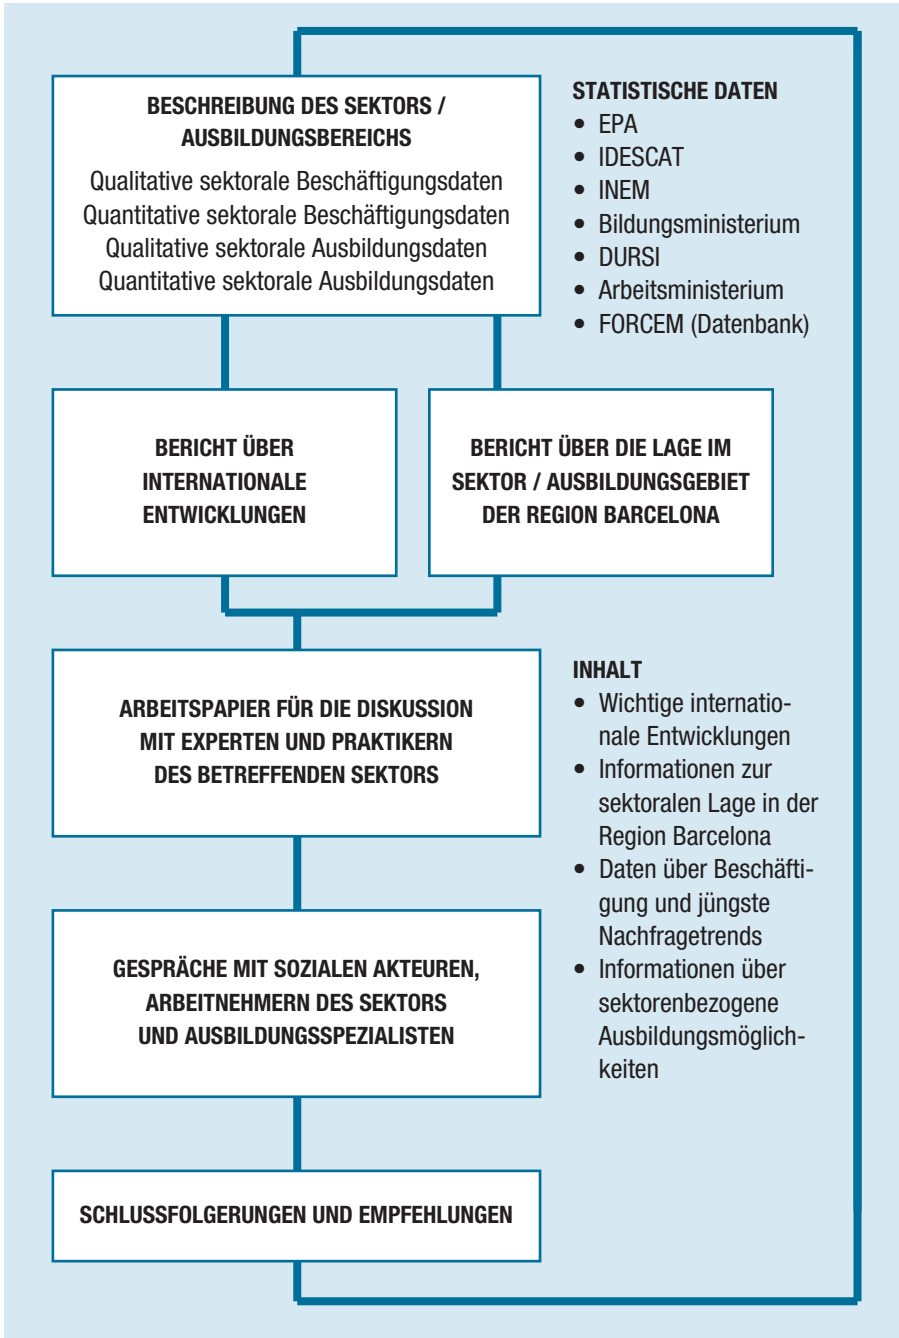 BESCHREIBUNG DES SEKTORS /
AUSBILDUNGSBEREICHS
Qualitative sektorale Beschäftigungsdaten
Quantitative sektorale Beschäftigungsdaten
Qualitative sektorale Ausbildungsdaten
Quantitative sektorale Ausbildungsdaten
STATISTISCHE DATEN
• EPA
• IDESCAT
• INEM
• Bildungsministerium
• DURSI
• Arbeitsministerium
• FORCEM (Datenbank)
BERICHT ÜBER
INTERNATIONALE
ENTWICKLUNGEN
BERICHT ÜBER DIE LAGE IM
SEKTOR / AUSBILDUNGSGEBIET
DER REGION BARCELONA
ARBEITSPAPIER FÜR DIE DISKUSSION
MIT EXPERTEN UND PRAKTIKERN
DES BETREFFENDEN SEKTORS
INHALT
• Wichtige internatio-
nale Entwicklungen
• Informationen zur
sektoralen Lage in der
Region Barcelona
• Daten über Beschäfti-
gung und jüngste
Nachfragetrends
• Informationen über
sektorenbezogene
Ausbildungsmöglich-
keiten
GESPRÄCHE MIT SOZIALEN AKTEUREN,
ARBEITNEHMERN DES SEKTORS
UND AUSBILDUNGSSPEZIALISTEN
SCHLUSSFOLGERUNGEN UND EMPFEHLUNGEN